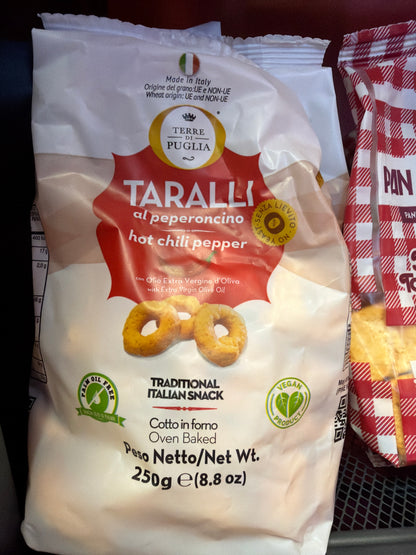 Made in Italy
Origine del grano: UE e NON-UE
Wheat origin: UE and NON-UE
TERRE
DI
PUGLIA
TARALLI
al peperoncino
hot chili pepper
SENZA LIEVITO
NO YEAST
con Olio Extra Vergine d'Oliva
with Extra Virgin Olive Oil
PALM OIL FREE
TRADITIONAL
ITALIAN SNACK
VEGAN
PRODUCT
Cotto in forno
Oven Baked
Peso Netto/Net Wt.
250g e (8.8 oz)
PAN
PAN